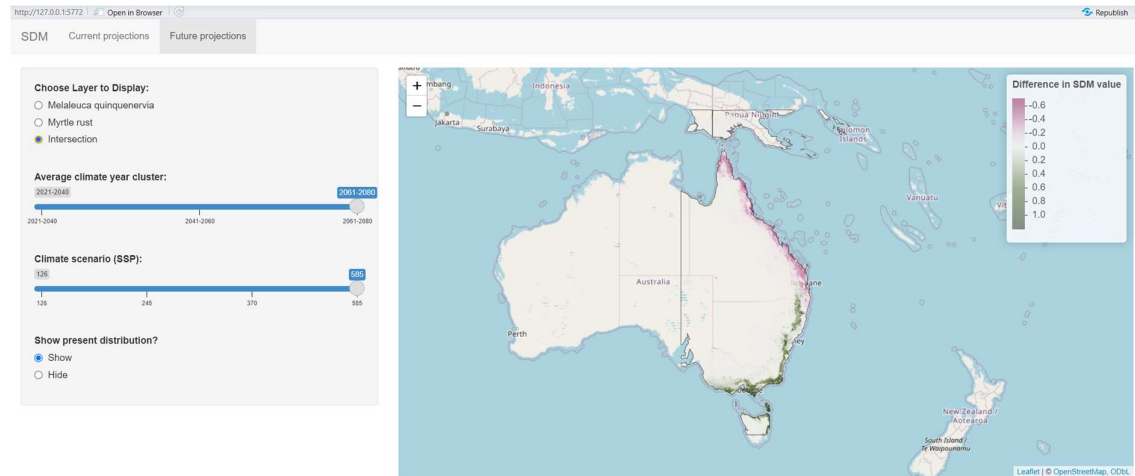 http://127.0.0.1:5772
Open in Browser
Republish
SDM
Current projections
Future projections
Choose Layer to Display:
Melaleuca quinquenervia
Myrtle rust
Intersection
Average climate year cluster:
2021-2040
2061-2080
2021-2040
2041-2060
2061-2080
Climate scenario (SSP):
126
585
126
245
370
585
Show present distribution?
Show
Hide
+
−
Indonesia
Jakarta
Surabaya
Solomon
Islands
Vanuatu
Australia
Perth
New Zealand /
Aotearoa
South Island /
Te Waipounamu
Difference in SDM value
-0.6
-0.4
-0.2
0.0
0.2
0.4
0.6
0.8
1.0
Leaflet | © OpenStreetMap, ODbL